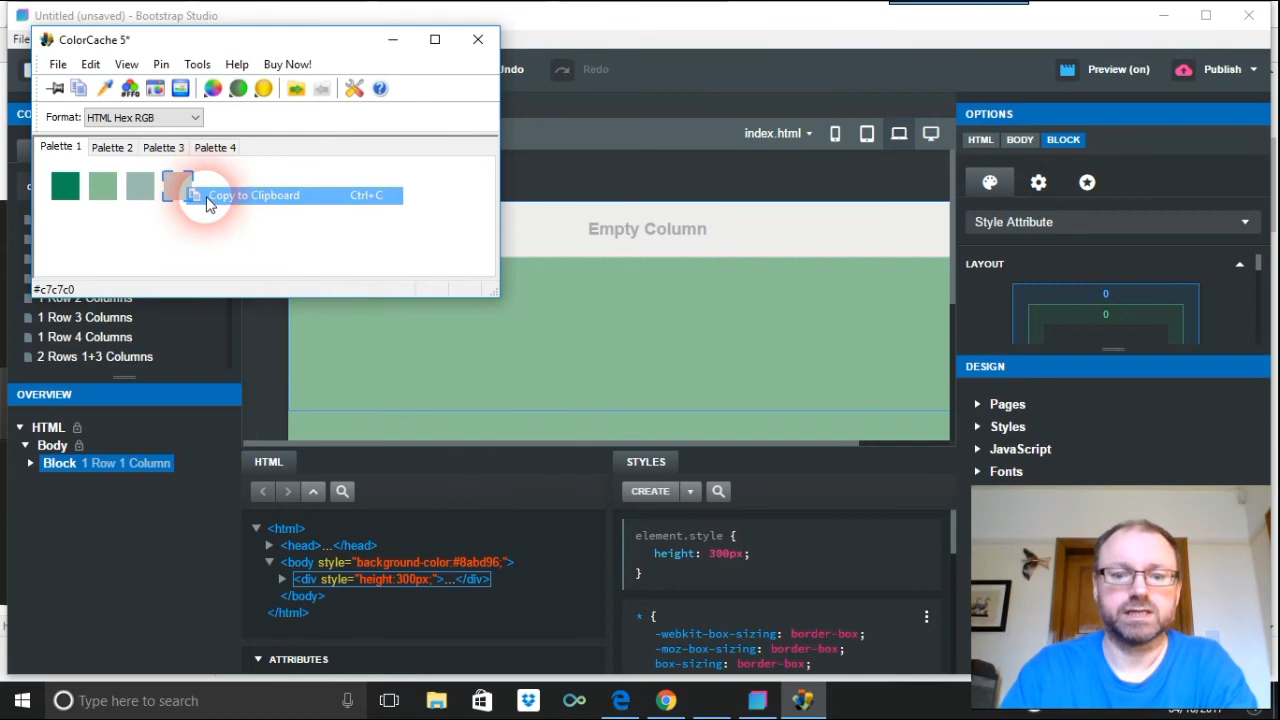 Untitled (unsaved) - Bootstrap Studio
ColorCache 5*
File Edit View Pin Tools Help Buy Now!
#FF0
Format: HTML Hex RGB
Palette 1 Palette 2 Palette 3 Palette 4
Copy to Clipboard Ctrl+C
#c7c7c0
Redo
Preview (on)
Publish
index.html
Empty Column
1 Row 3 Columns
1 Row 4 Columns
2 Rows 1+3 Columns
OVERVIEW
HTML
Body
Block 1 Row 1 Column
HTML
<html>
<head>...</head>
<body style="background-color:#8abd96;">
<div style="height:300px;">...</div>
</body>
</html>
ATTRIBUTES
STYLES
CREATE
element.style {
height: 300px;
}
* {
-webkit-box-sizing: border-box;
-moz-box-sizing: border-box;
box-sizing: border-box;
OPTIONS
HTML BODY BLOCK
Style Attribute
LAYOUT
0
0
DESIGN
Pages
Styles
JavaScript
Fonts
Type here to search